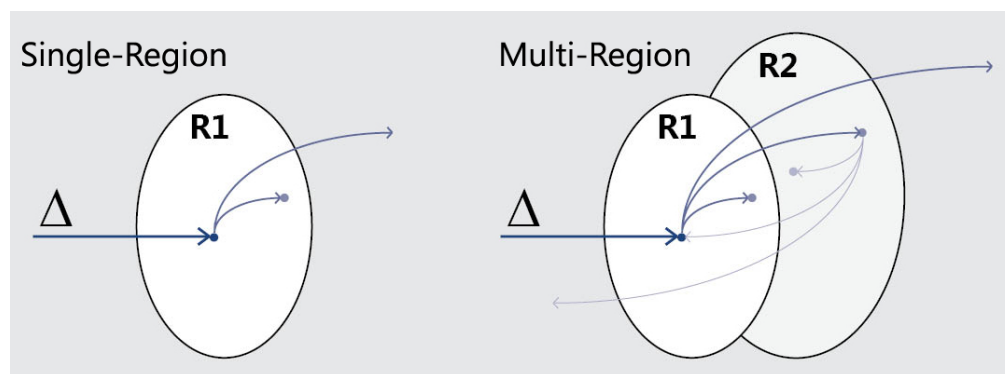 Single-Region
R1
Δ
Multi-Region
R2
R1
Δ